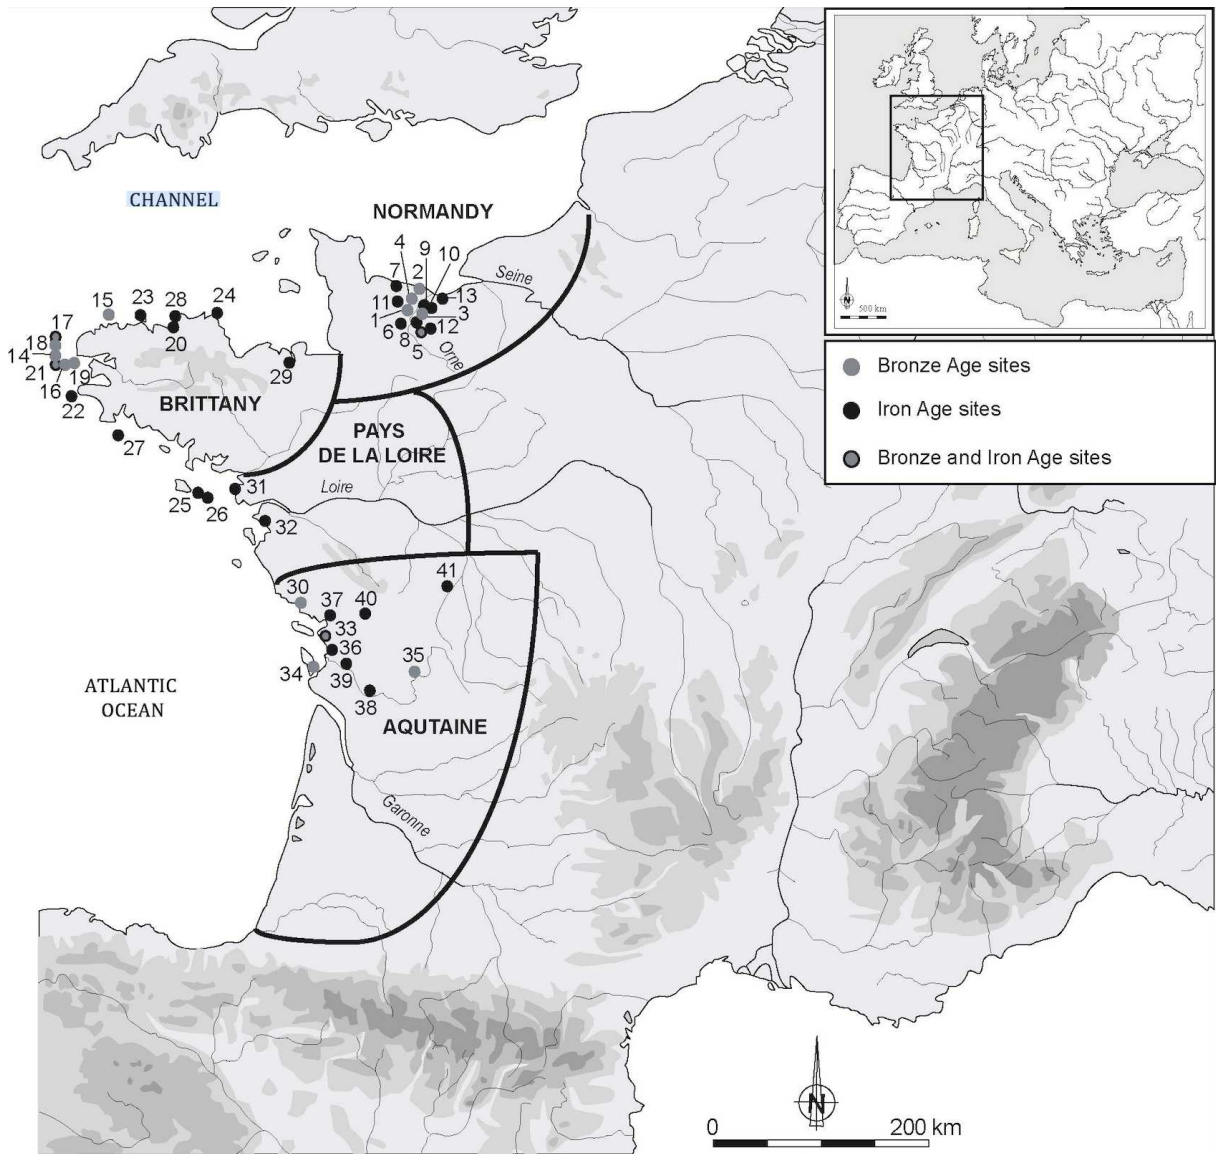 CHANNEL
NORMANDY
4
9
7
2
10
Seine
13
11
1
3
6
8
12
5
Orne
15
23
28
24
17
18
14
21
16
19
20
29
22
BRITTANY
27
PAYS
DE LA LOIRE
Loire
25
26
31
32
30
37
40
41
33
36
34
39
35
38
ATLANTIC
OCEAN
AQUTAINE
Garonne
N
500 km
Bronze Age sites
Iron Age sites
Bronze and Iron Age sites
N
0 200 km